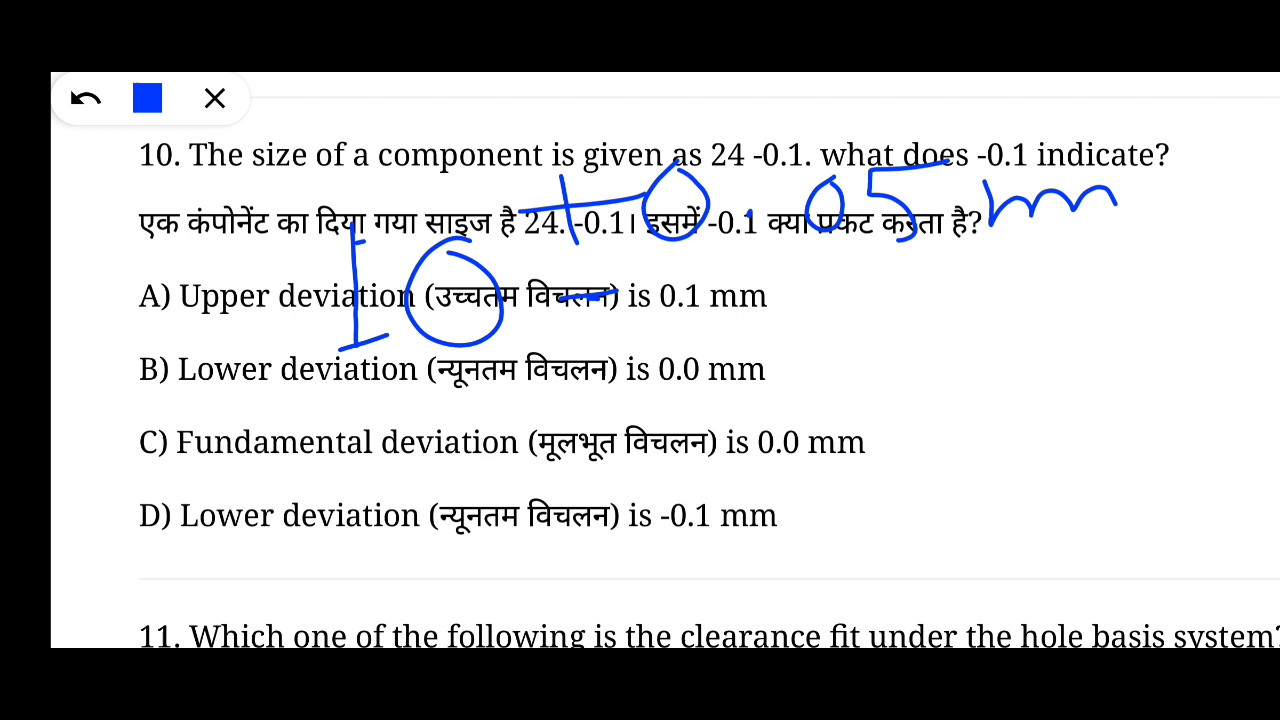 10. The size of a component is given as 24 -0.1. what does -0.1 indicate?
एक कंपोनेंट का दिया गया साइज है 24. -0.1। इसमें -0.1 क्या प्रकट करता है?
+0.05 m
10
A) Upper deviation (उच्चतम विचलन) is 0.1 mm
B) Lower deviation (न्यूनतम विचलन) is 0.0 mm
C) Fundamental deviation (मूलभूत विचलन) is 0.0 mm
D) Lower deviation (न्यूनतम विचलन) is -0.1 mm
11. Which one of the following is the clearance fit under the hole basis system?